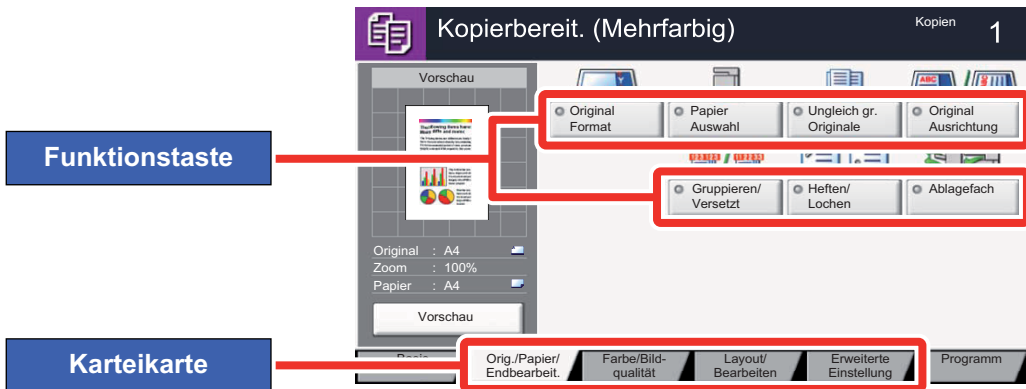 Kopierbereit. (Mehrfarbig)
Kopien 1
Vorschau
Original Format
Papier Auswahl
Ungleich gr. Originale
Original Ausrichtung
Funktionstaste
Gruppieren/ Versetzt
Heften/ Lochen
Ablagefach
Original : A4
Zoom : 100%
Papier : A4
Vorschau
Karteikarte
Basis
Orig./Papier/ Endbearbeit.
Farbe/Bild- qualität
Layout/ Bearbeiten
Erweiterte Einstellung
Programm